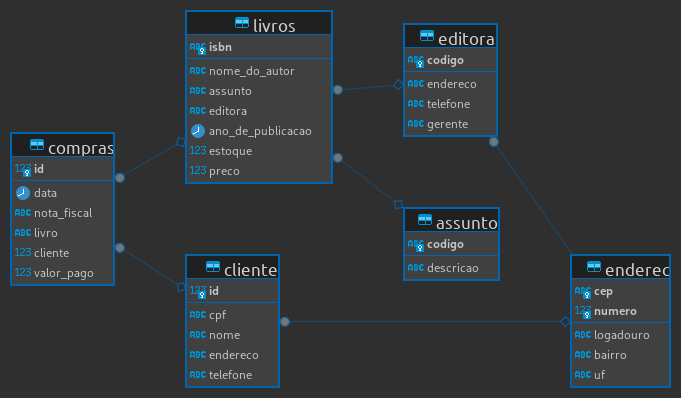 livros
ABC isbn
ABC nome_do_autor
ABC assunto
ABC editora
ano_de_publicacao
123 estoque
123 preco
editora
ABC codigo
ABC endereco
ABC telefone
ABC gerente
compras
123 id
data
ABC nota_fiscal
ABC livro
123 cliente
123 valor_pago
assunto
ABC codigo
ABC descricao
cliente
123 id
ABC cpf
ABC nome
ABC endereco
ABC telefone
enderec
ABC cep
123 numero
ABC logadouro
ABC bairro
ABC uf